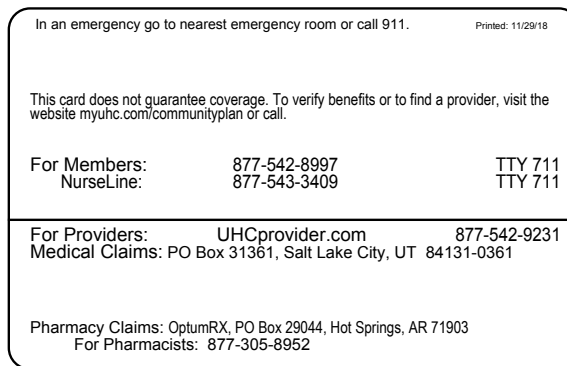 In an emergency go to nearest emergency room or call 911. Printed: 11/29/18
This card does not guarantee coverage. To verify benefits or to find a provider, visit the
website myuhc.com/communityplan or call.
For Members: 877-542-8997 TTY 711
NurseLine: 877-543-3409 TTY 711
For Providers: UHCprovider.com 877-542-9231
Medical Claims: PO Box 31361, Salt Lake City, UT 84131-0361
Pharmacy Claims: OptumRX, PO Box 29044, Hot Springs, AR 71903
For Pharmacists: 877-305-8952